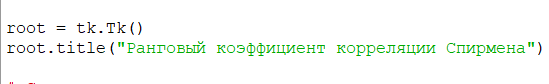 root = tk.Tk()
root.title("Ранговый коэффициент корреляции Спирмена")